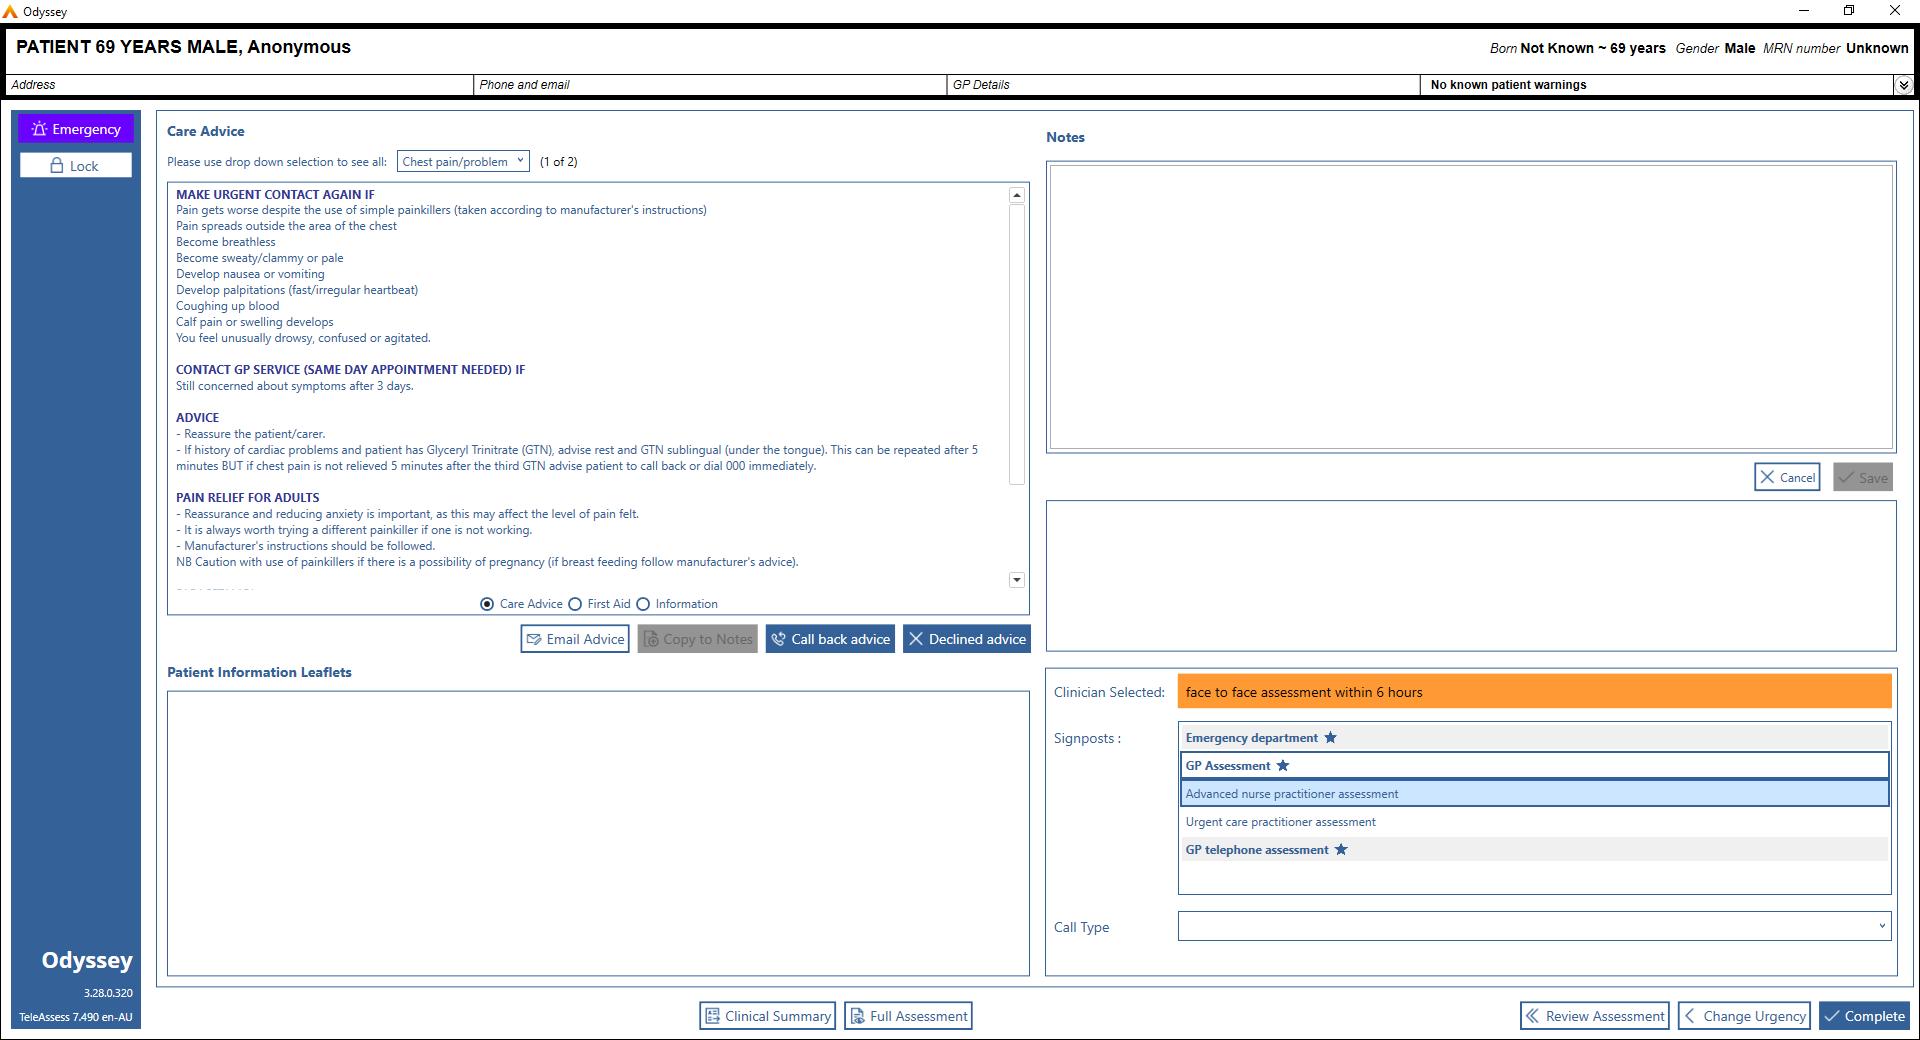 Odyssey
PATIENT 69 YEARS MALE, Anonymous
Born Not Known ~ 69 years Gender Male MRN number Unknown
Address
Phone and email
GP Details
No known patient warnings
Emergency
Lock
Care Advice
Please use drop down selection to see all: Chest pain/problem (1 of 2)
MAKE URGENT CONTACT AGAIN IF
Pain gets worse despite the use of simple painkillers (taken according to manufacturer's instructions)
Pain spreads outside the area of the chest
Become breathless
Become sweaty/clammy or pale
Develop nausea or vomiting
Develop palpitations (fast/irregular heartbeat)
Coughing up blood
Calf pain or swelling develops
You feel unusually drowsy, confused or agitated.
CONTACT GP SERVICE (SAME DAY APPOINTMENT NEEDED) IF
Still concerned about symptoms after 3 days.
ADVICE
- Reassure the patient/carer.
- If history of cardiac problems and patient has Glyceryl Trinitrate (GTN), advise rest and GTN sublingual (under the tongue). This can be repeated after 5
minutes BUT if chest pain is not relieved 5 minutes after the third GTN advise patient to call back or dial 000 immediately.
PAIN RELIEF FOR ADULTS
- Reassurance and reducing anxiety is important, as this may affect the level of pain felt.
- It is always worth trying a different painkiller if one is not working.
- Manufacturer's instructions should be followed.
NB Caution with use of painkillers if there is a possibility of pregnancy (if breast feeding follow manufacturer's advice).
Care Advice First Aid Information
Email Advice
Copy to Notes
Call back advice
Declined advice
Patient Information Leaflets
Notes
Cancel
Save
Clinician Selected: face to face assessment within 6 hours
Signposts :
Emergency department ★
GP Assessment ★
Advanced nurse practitioner assessment
Urgent care practitioner assessment
GP telephone assessment ★
Call Type
Odyssey
3.28.0.320
TeleAssess 7.490 en-AU
Clinical Summary
Full Assessment
Review Assessment
Change Urgency
Complete